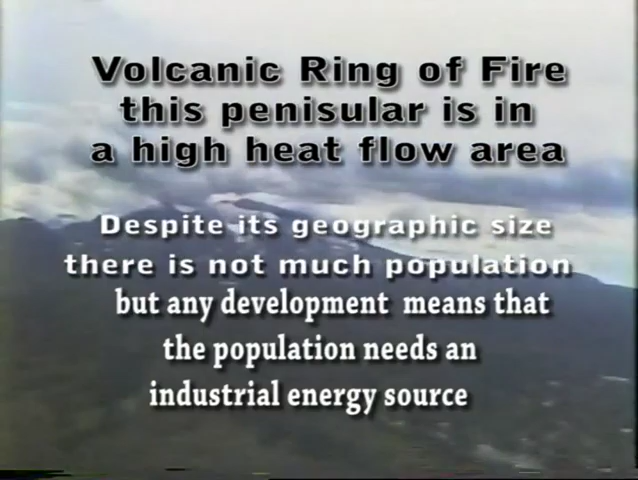 Volcanic Ring of Fire
this penisular is in
a high heat flow area
Despite its geographic size
there is not much population
but any development means that
the population needs an
industrial energy source